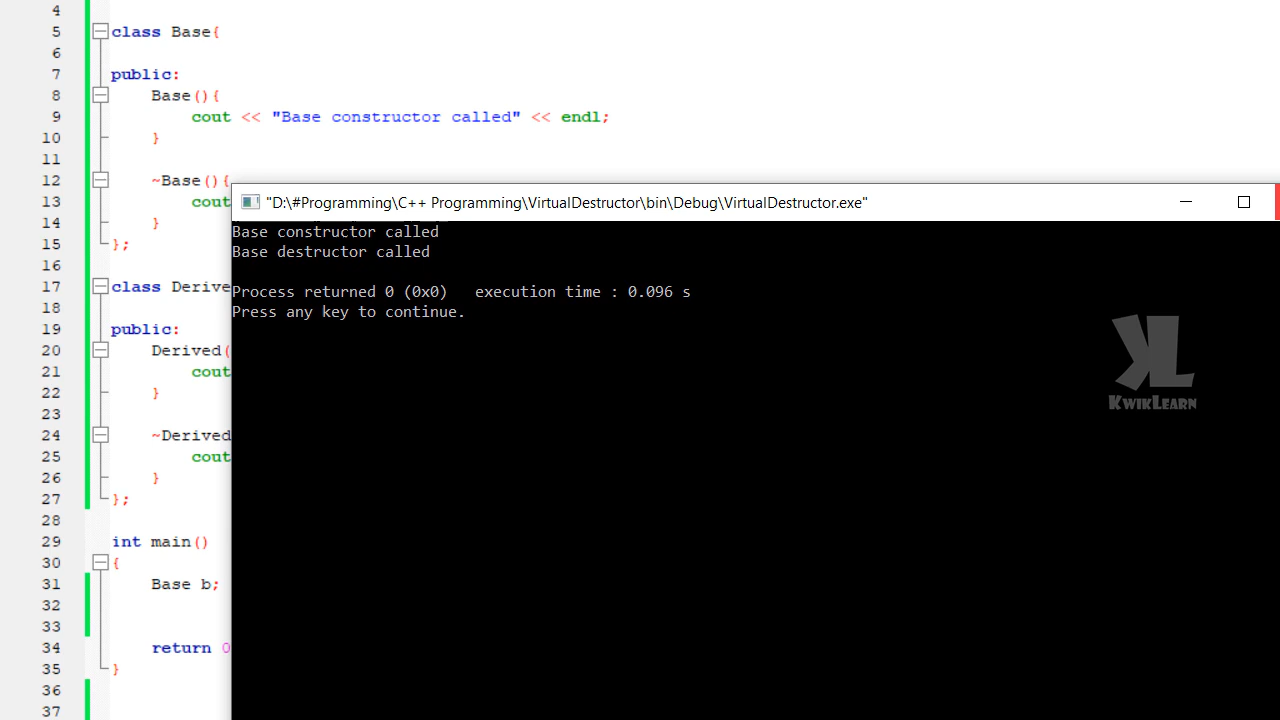 4
5 class Base{
6
7 public:
8 Base(){
9 cout << "Base constructor called" << endl;
10 }
11
12 ~Base(){
13 cout
14 }
15 };
16
17 class Derive
18
19 public:
20 Derived(
21 cout
22 }
23
24 ~Derived
25 cout
26 }
27 };
28
29 int main()
30 {
31 Base b;
32
33
34 return 0
35 }
36
37
"D:\#Programming\C++ Programming\VirtualDestructor\bin\Debug\VirtualDestructor.exe"
Base constructor called
Base destructor called
Process returned 0 (0x0) execution time : 0.096 s
Press any key to continue.
KL
KwikLearn